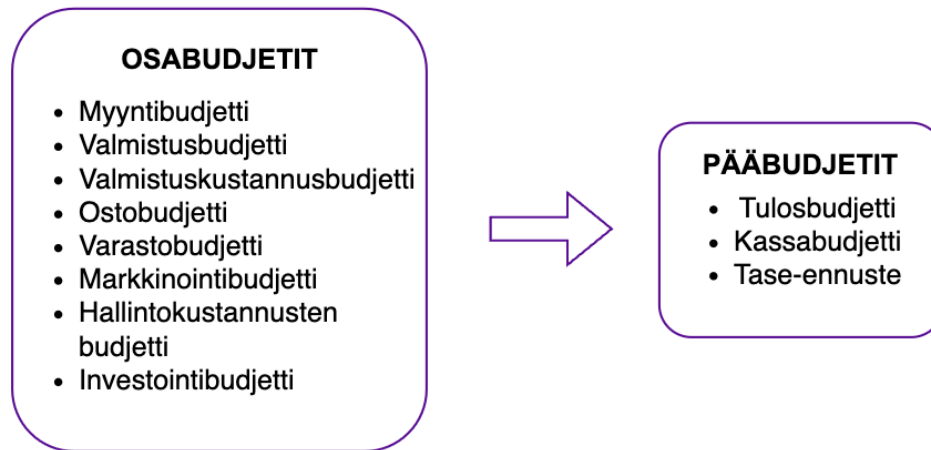 OSABUDJETIT
• Myyntibudjetti
• Valmistusbudjetti
• Valmistuskustannusbudjetti
• Ostobudjetti
• Varastobudjetti
• Markkinointibudjetti
• Hallintokustannusten
budjetti
• Investointibudjetti
PÄÄBUDJETIT
• Tulosbudjetti
• Kassabudjetti
• Tase-ennuste